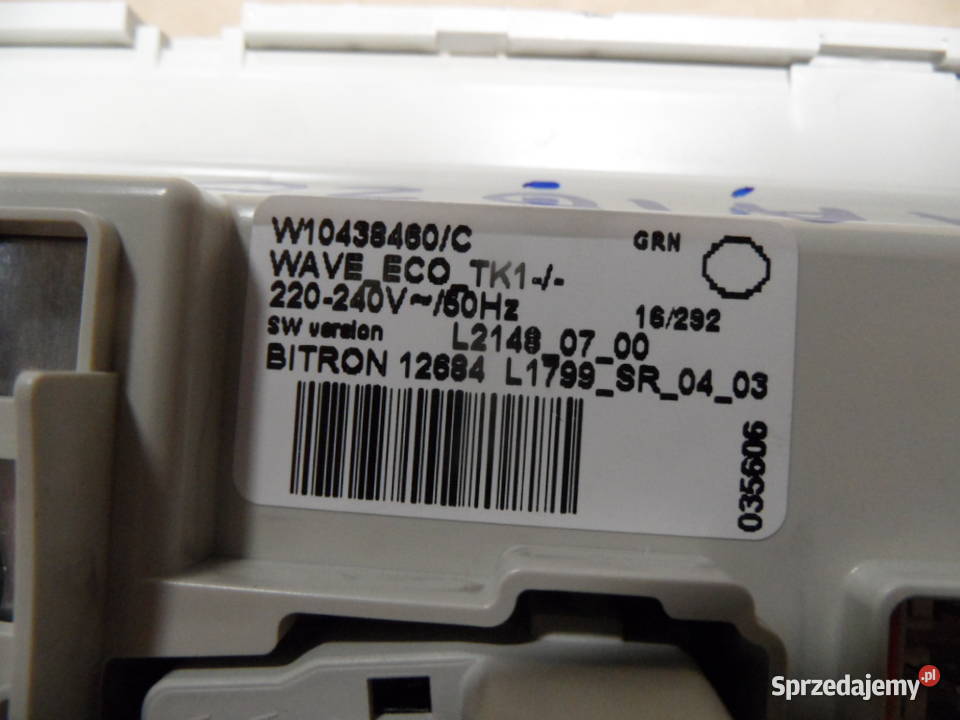 W10438460/C GRN
WAVE_ECO_TK1-/-
220-240V~/50Hz 16/292
SW version L2148_07_00
BITRON 12684 L1799_SR_04_03
035606
Sprzedajemy.pl